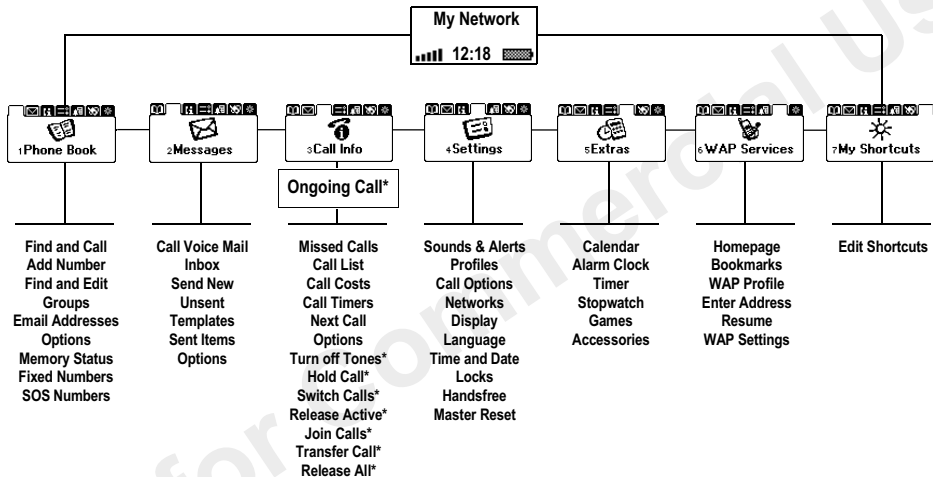 My Network
12:18
1Phone Book
2Messages
3Call Info
4Settings
5Extras
6WAP Services
7My Shortcuts
Ongoing Call*
Find and Call
Add Number
Find and Edit
Groups
Email Addresses
Options
Memory Status
Fixed Numbers
SOS Numbers
Call Voice Mail
Inbox
Send New
Unsent
Templates
Sent Items
Options
Missed Calls
Call List
Call Costs
Call Timers
Next Call
Options
Turn off Tones*
Hold Call*
Switch Calls*
Release Active*
Join Calls*
Transfer Call*
Release All*
Sounds & Alerts
Profiles
Call Options
Networks
Display
Language
Time and Date
Locks
Handsfree
Master Reset
Calendar
Alarm Clock
Timer
Stopwatch
Games
Accessories
Homepage
Bookmarks
WAP Profile
Enter Address
Resume
WAP Settings
Edit Shortcuts
for Commercial Us